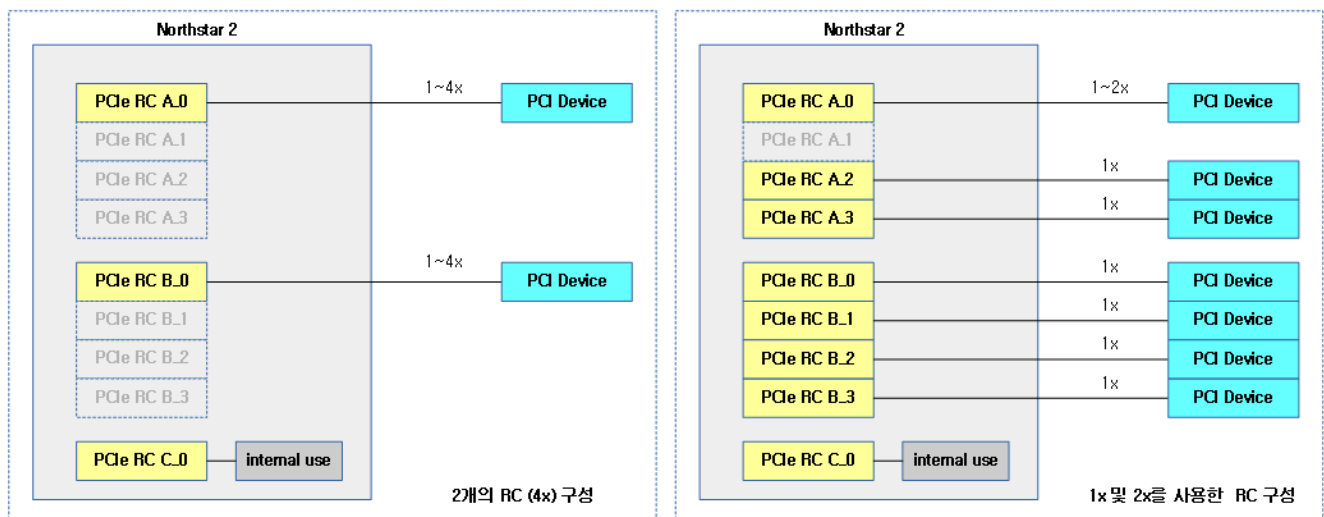 Northstar 2
PCIe RC A_0
1~4x
PCI Device
PCIe RC A_1
PCIe RC A_2
PCIe RC A_3
PCIe RC B_0
1~4x
PCI Device
PCIe RC B_1
PCIe RC B_2
PCIe RC B_3
PCIe RC C_0
internal use
2개의 RC (4x) 구성
Northstar 2
PCIe RC A_0
1~2x
PCI Device
PCIe RC A_1
PCIe RC A_2
1x
PCI Device
PCIe RC A_3
1x
PCI Device
PCIe RC B_0
1x
PCI Device
PCIe RC B_1
1x
PCI Device
PCIe RC B_2
1x
PCI Device
PCIe RC B_3
1x
PCI Device
PCIe RC C_0
internal use
1x 및 2x를 사용한 RC 구성